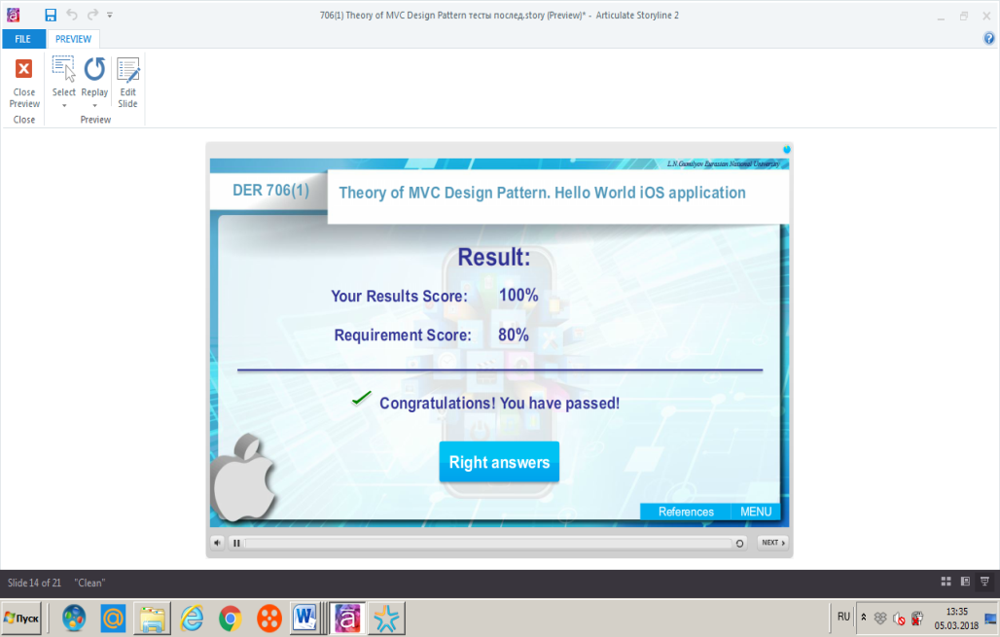 706(1) Theory of MVC Design Pattern тесты послед.story (Preview)* - Articulate Storyline 2
FILE
PREVIEW
Close Preview
Select
Replay
Edit Slide
Close
Preview
L.N.Gumilyov Eurasian National University
DER 706(1)
Theory of MVC Design Pattern. Hello World iOS application
Result:
Your Results Score: 100%
Requirement Score: 80%
Congratulations! You have passed!
Right answers
References
MENU
NEXT
Slide 14 of 21 "Clean"
Пуск
RU
13:35
05.03.2018